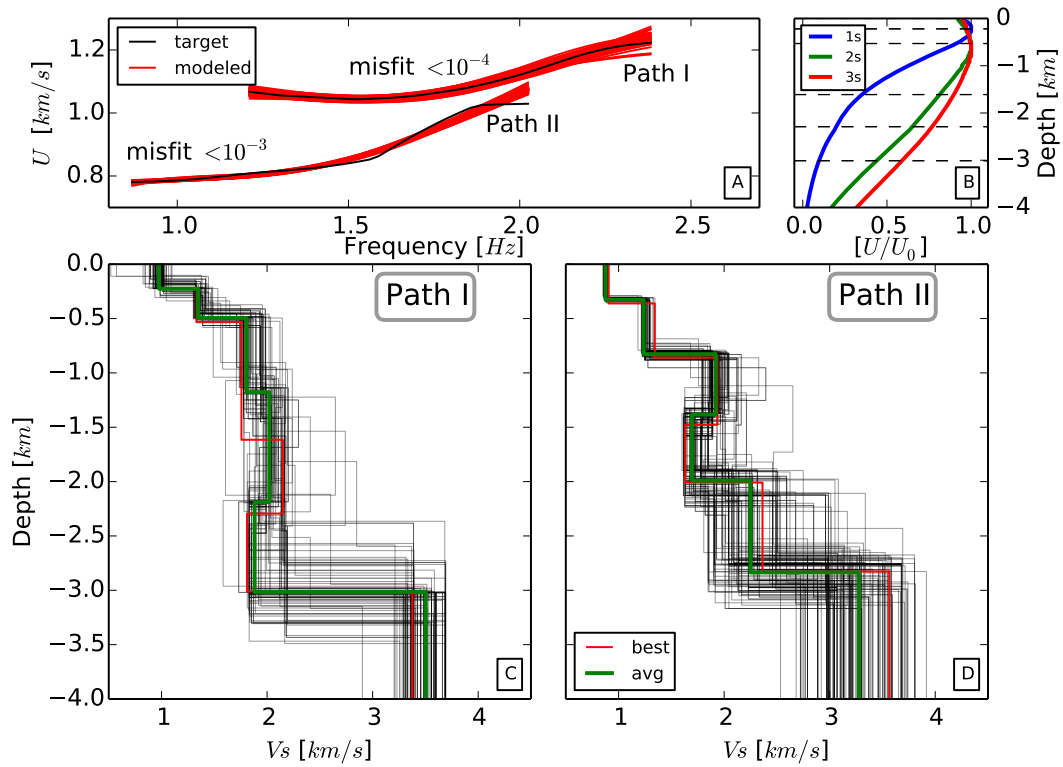 target
modeled
misfit <10^-4
Path I
Path II
misfit <10^-3
A
U [km/s]
1.2
1.0
0.8
1.0
1.5
2.0
2.5
Frequency [Hz]
1s
2s
3s
B
0
−1
−2
−3
−4
Depth [km]
0.0
0.5
1.0
[U/U_0]
Path I
C
0.0
−0.5
−1.0
−1.5
−2.0
−2.5
−3.0
−3.5
−4.0
Depth [km]
1
2
3
4
Vs [km/s]
Path II
best
avg
D
1
2
3
4
Vs [km/s]